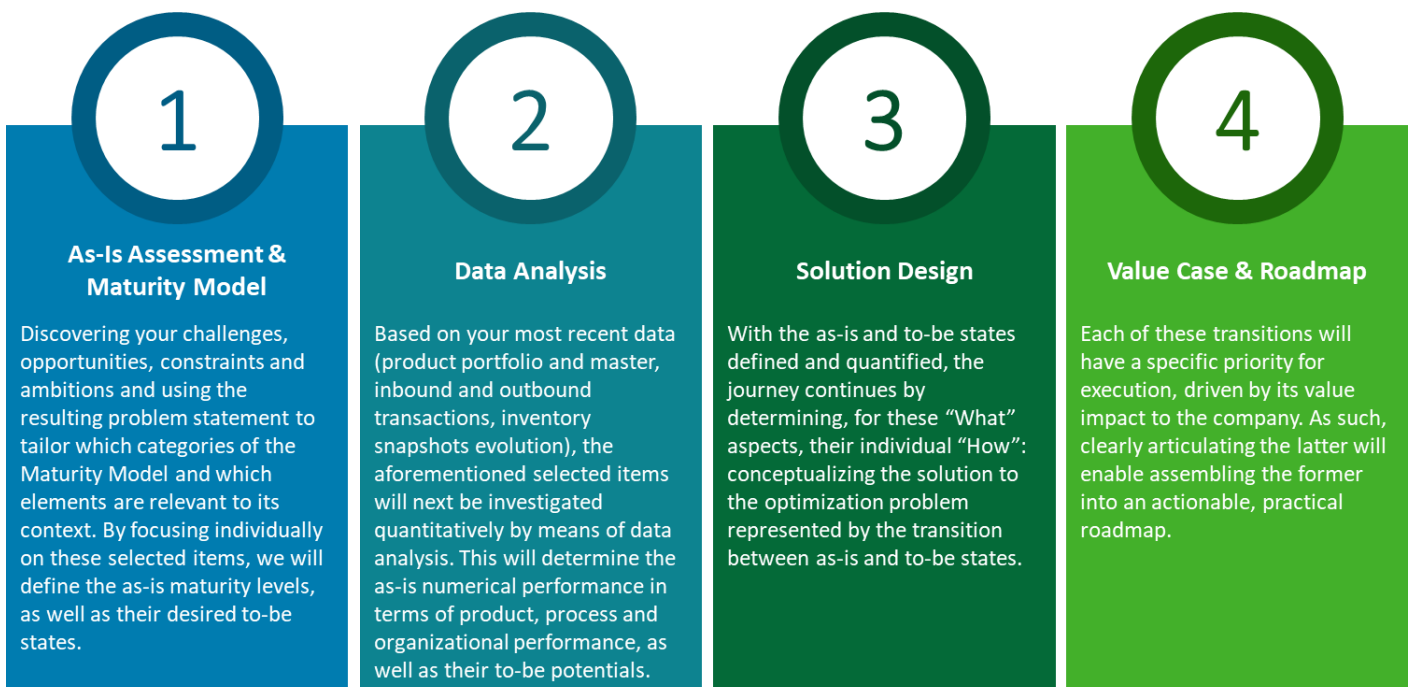 1
As-Is Assessment &
Maturity Model
Discovering your challenges,
opportunities, constraints and
ambitions and using the
resulting problem statement to
tailor which categories of the
Maturity Model and which
elements are relevant to its
context. By focusing individually
on these selected items, we will
define the as-is maturity levels,
as well as their desired to-be
states.
2
Data Analysis
Based on your most recent data
(product portfolio and master,
inbound and outbound
transactions, inventory
snapshots evolution), the
aforementioned selected items
will next be investigated
quantitatively by means of data
analysis. This will determine the
as-is numerical performance in
terms of product, process and
organizational performance, as
well as their to-be potentials.
3
Solution Design
With the as-is and to-be states
defined and quantified, the
journey continues by
determining, for these “What”
aspects, their individual “How”:
conceptualizing the solution to
the optimization problem
represented by the transition
between as-is and to-be states.
4
Value Case & Roadmap
Each of these transitions will
have a specific priority for
execution, driven by its value
impact to the company. As such,
clearly articulating the latter will
enable assembling the former
into an actionable, practical
roadmap.